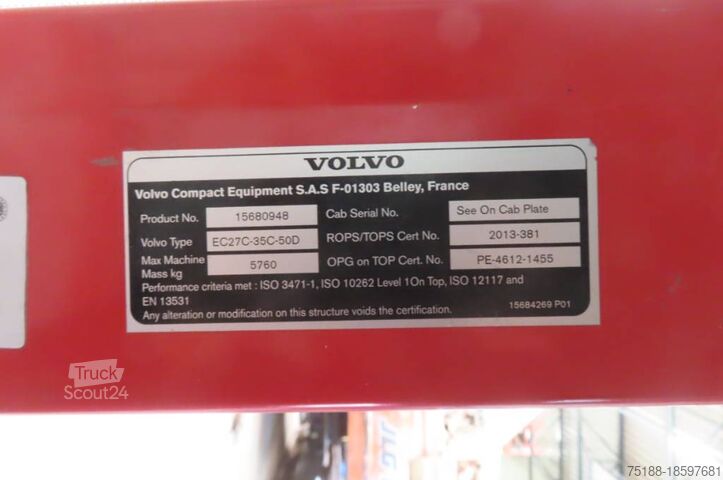 VOLVO
Volvo Compact Equipment S.A.S F-01303 Belley, France
Product No. 15680948 Cab Serial No. See On Cab Plate
Volvo Type EC27C-35C-50D ROPS/TOPS Cert No. 2013-381
Max Machine Mass kg 5760 OPG on TOP Cert. No. PE-4612-1455
Performance criteria met : ISO 3471-1, ISO 10262 Level 1On Top, ISO 12117 and
EN 13531
Any alteration or modification on this structure voids the certification.
15684269 P01
Truck
Scout24
JLG
75188-18597681